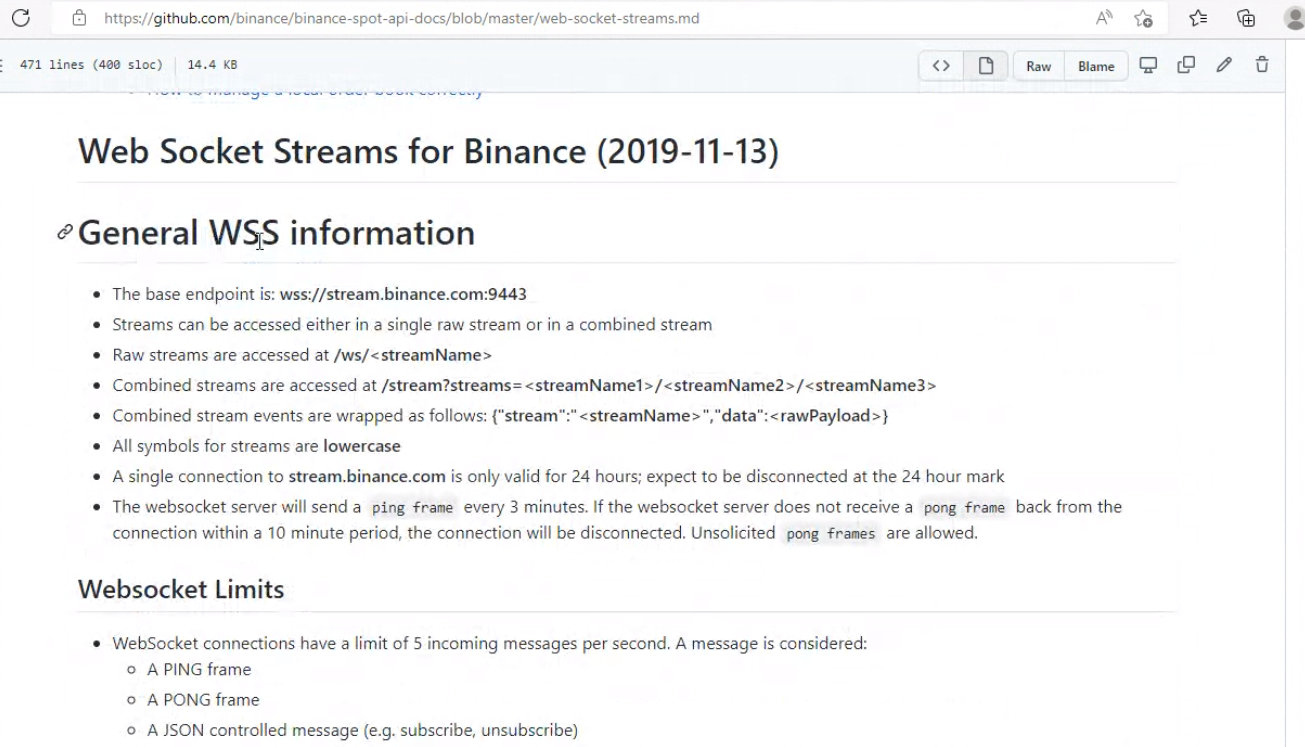 https://github.com/binance/binance-spot-api-docs/blob/master/web-socket-streams.md
471 lines (400 sloc) 14.4 KB
<> Raw Blame
How to manage a local order book correctly
Web Socket Streams for Binance (2019-11-13)
General WSS information
• The base endpoint is: wss://stream.binance.com:9443
• Streams can be accessed either in a single raw stream or in a combined stream
• Raw streams are accessed at /ws/<streamName>
• Combined streams are accessed at /stream?streams=<streamName1>/<streamName2>/<streamName3>
• Combined stream events are wrapped as follows: {"stream":"<streamName>","data":<rawPayload>}
• All symbols for streams are lowercase
• A single connection to stream.binance.com is only valid for 24 hours; expect to be disconnected at the 24 hour mark
• The websocket server will send a ping frame every 3 minutes. If the websocket server does not receive a pong frame back from the
connection within a 10 minute period, the connection will be disconnected. Unsolicited pong frames are allowed.
Websocket Limits
• WebSocket connections have a limit of 5 incoming messages per second. A message is considered:
○ A PING frame
○ A PONG frame
○ A JSON controlled message (e.g. subscribe, unsubscribe)